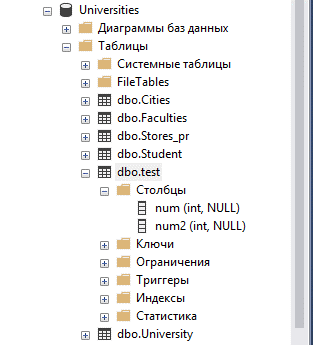 Universities
Диаграммы баз данных
Таблицы
Системные таблицы
FileTables
dbo.Cities
dbo.Faculties
dbo.Stores_pr
dbo.Student
dbo.test
Столбцы
num (int, NULL)
num2 (int, NULL)
Ключи
Ограничения
Триггеры
Индексы
Статистика
dbo.University